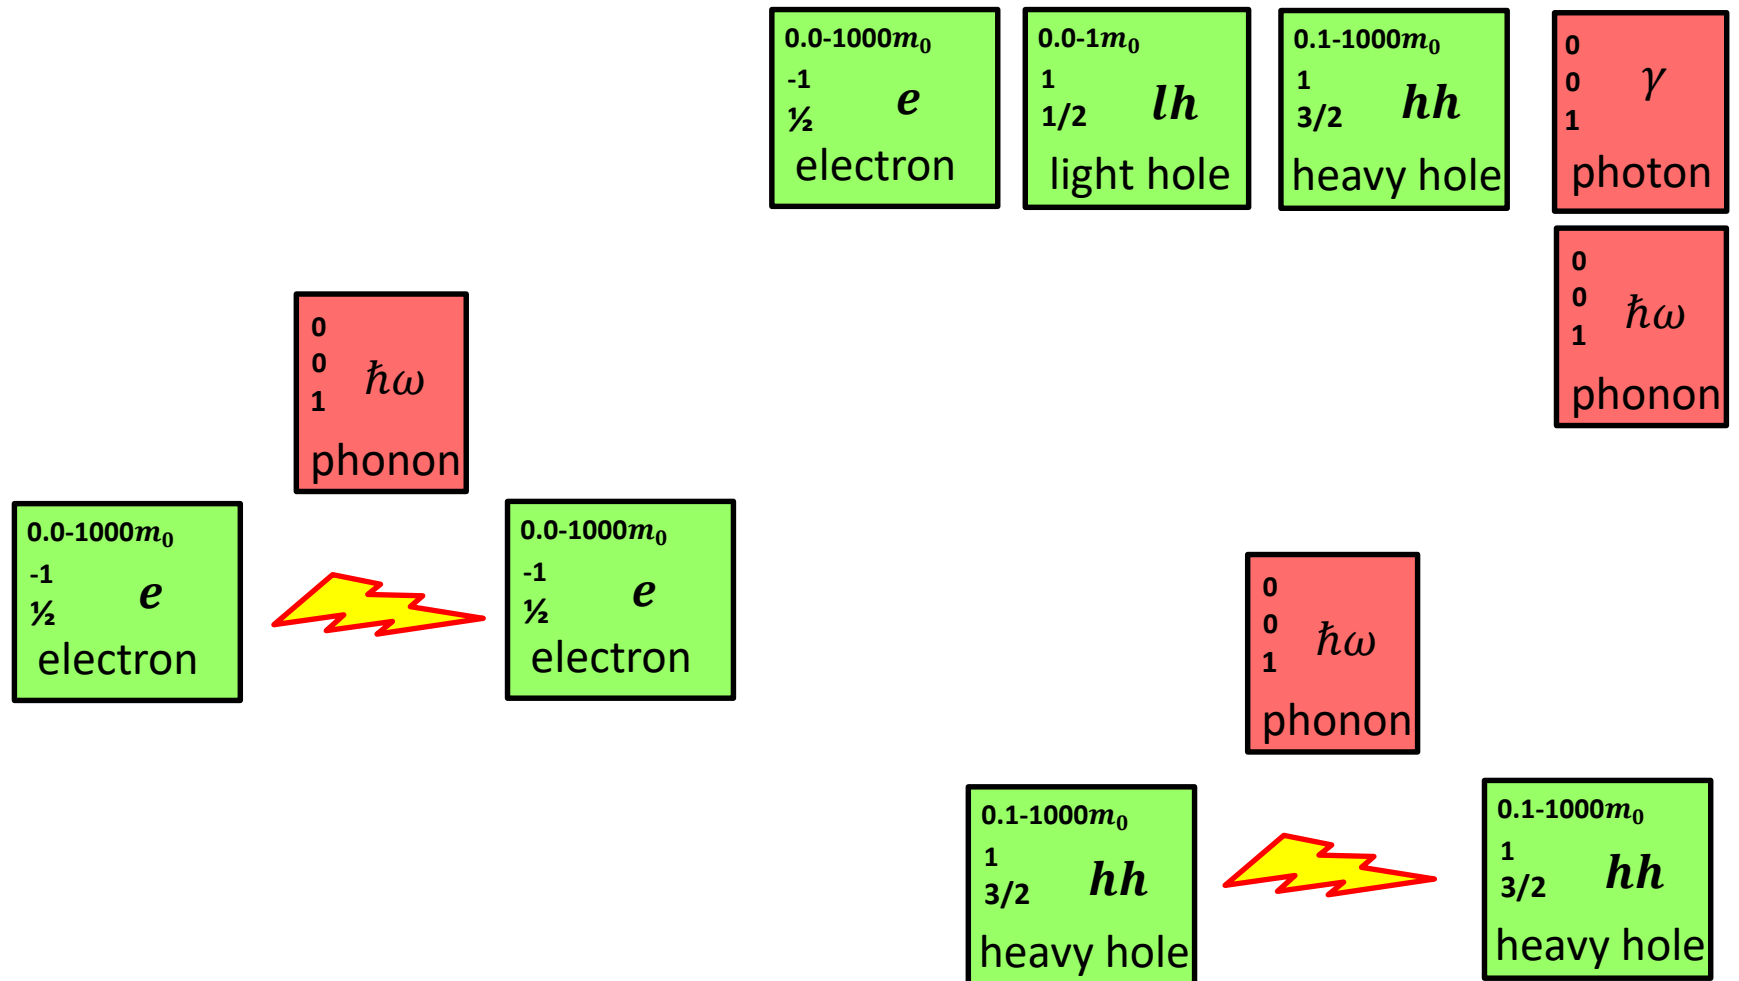 0.0-1000m₀
-1
½
e
electron
0.0-1m₀
1
1/2
lh
light hole
0.1-1000m₀
1
3/2
hh
heavy hole
0
0
1
γ
photon
0
0
1
ħω
phonon
0
0
1
ħω
phonon
0.0-1000m₀
-1
½
e
electron
0.0-1000m₀
-1
½
e
electron
0
0
1
ħω
phonon
0.1-1000m₀
1
3/2
hh
heavy hole
0.1-1000m₀
1
3/2
hh
heavy hole